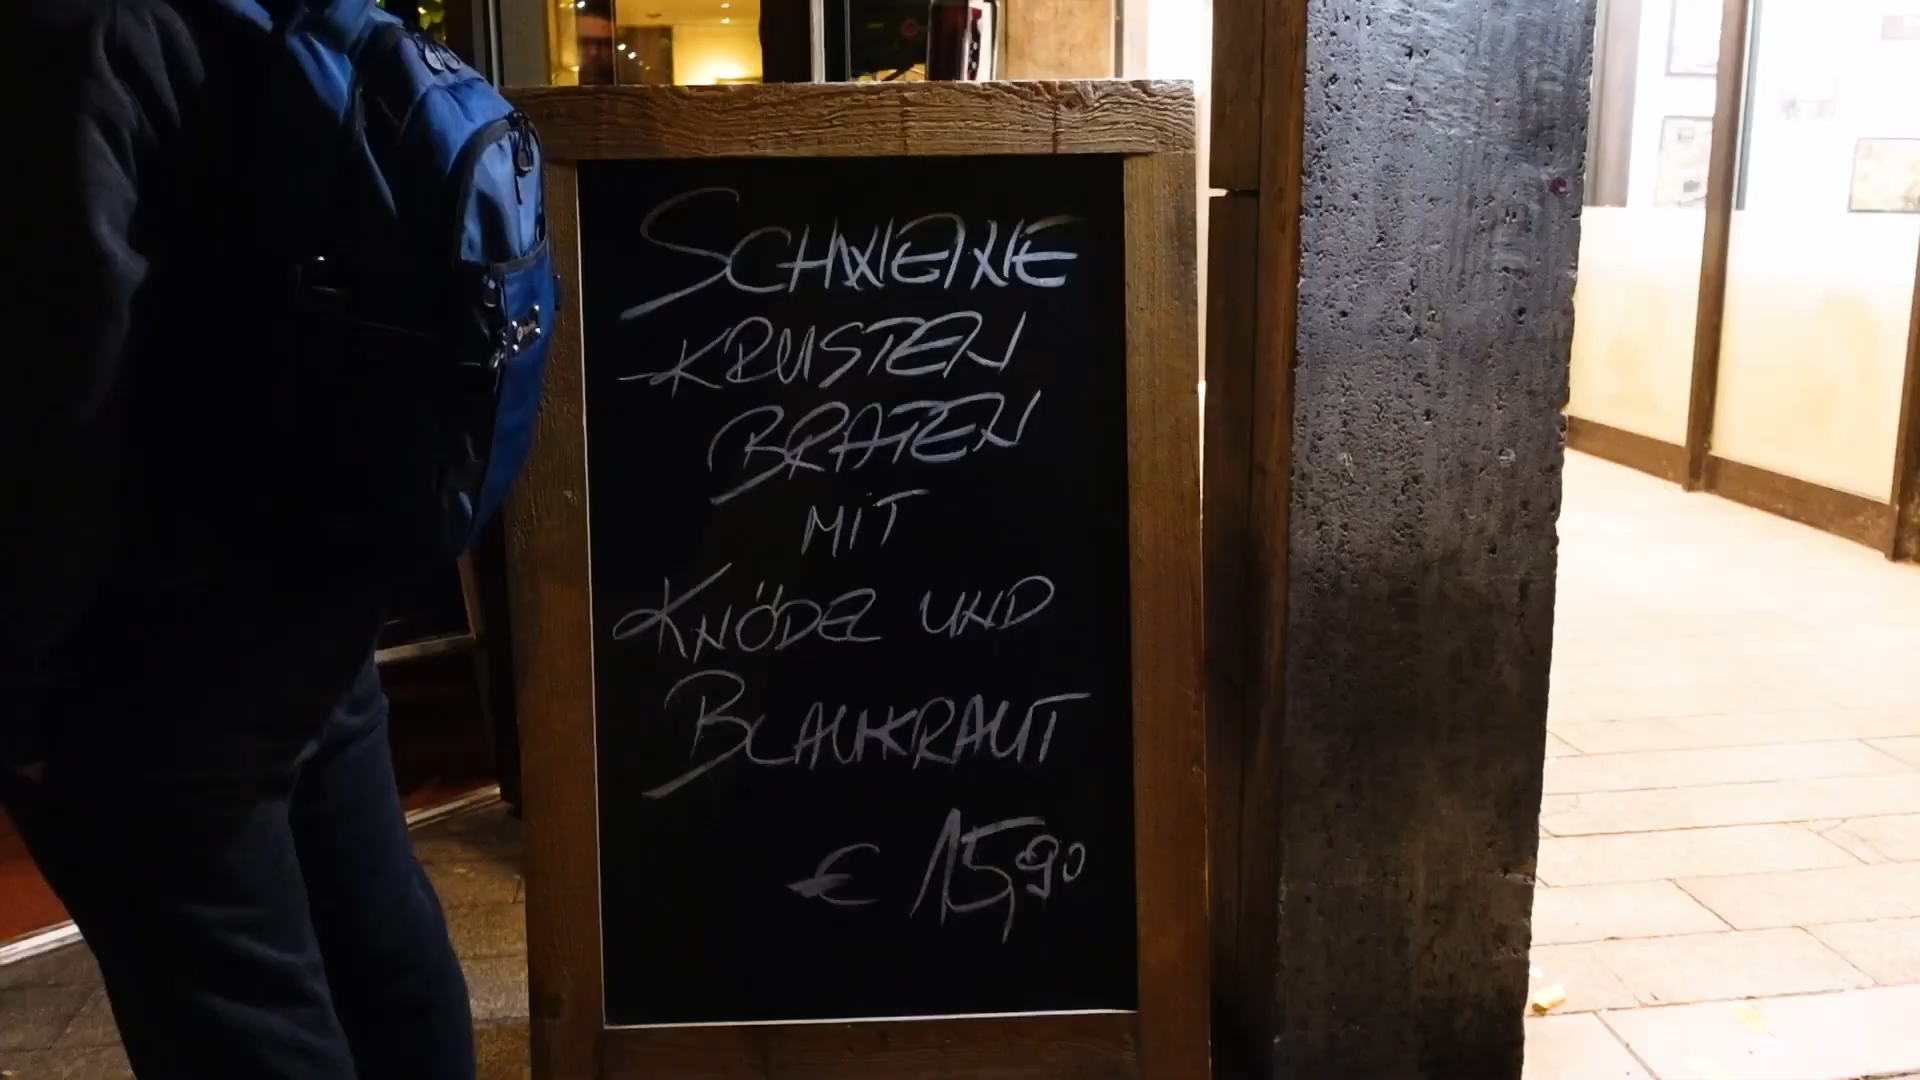 SCHWEINE
KRUSTEN
BRATEN
MIT
KNÖDEL UND
BLAUKRAUT
€ 15,90